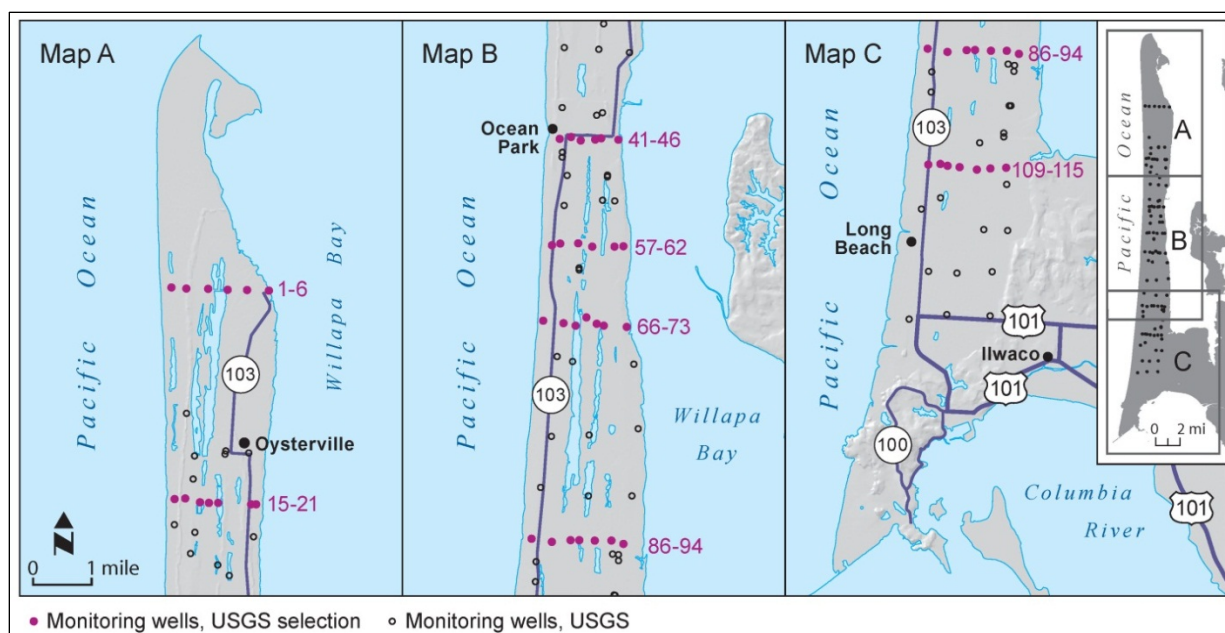 Map A
Pacific Ocean
Willapa Bay
1-6
103
Oysterville
15-21
N
0 1 mile
Map B
Pacific Ocean
Ocean
Park
41-46
57-62
66-73
103
Willapa
Bay
86-94
Map C
Pacific Ocean
86-94
103
109-115
Long
Beach
101
Ilwaco
101
100
Columbia
River
101
Pacific Ocean
A
B
C
0 2 mi
Monitoring wells, USGS selection
Monitoring wells, USGS